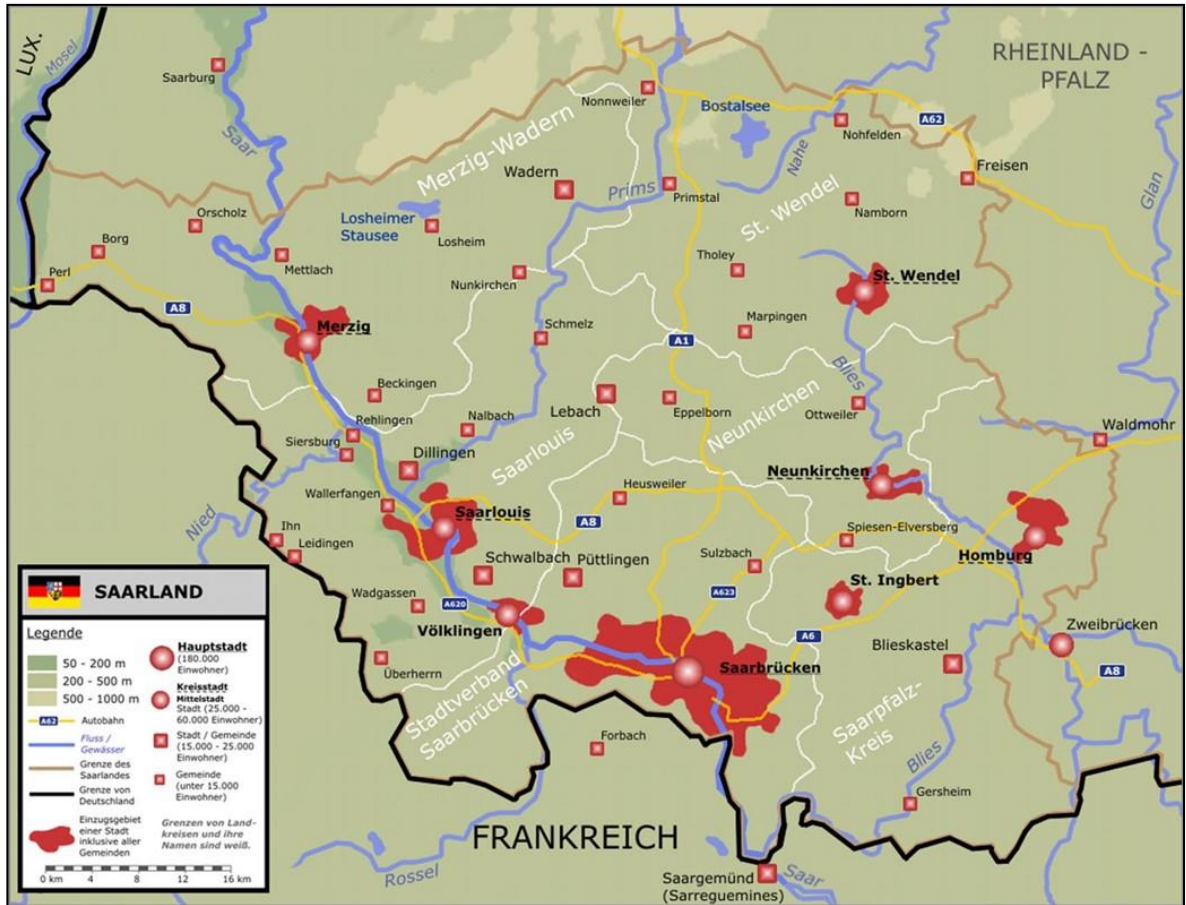 LUX.
Mosel
Saarburg
Saar
Nonnweiler
Bostalsee
RHEINLAND -
PFALZ
Nohfelden
A62
Nahe
Freisen
Glan
Merzig-Wadern
Wadern
Prims
Primstal
St. Wendel
Namborn
Orscholz
Losheimer
Stausee
Losheim
Borg
Perl
Mettlach
Nunkirchen
Tholey
St. Wendel
A8
Merzig
Schmelz
A1
Marpingen
Blies
Beckingen
Lebach
Eppelborn
Ottweiler
Neunkirchen
Rehlingen
Nalbach
Siersburg
Dillingen
Saarlouis
Waldmohr
Neunkirchen
Wallerfangen
Heusweiler
Nied
Saarlouis
A8
Ihn
Leidingen
Spiesen-Elversberg
Homburg
Schwalbach
Püttlingen
Sulzbach
St. Ingbert
A623
Wadgassen
A620
Völklingen
A6
Zweibrücken
Blieskastel
Überherrn
Saarbrücken
A8
Stadtverband
Saarbrücken
Saarpfalz-
Kreis
Forbach
Blies
Gersheim
FRANKREICH
Rossel
Saargemünd
(Sarreguemines)
Saar
SAARLAND
Legende
50 - 200 m
200 - 500 m
500 - 1000 m
A62
Autobahn
Fluss /
Gewässer
Grenze des
Saarlandes
Grenze von
Deutschland
Einzugsgebiet
einer Stadt
inklusive aller
Gemeinden
Hauptstadt
(180.000
Einwohner)
Kreisstadt
Mittelstadt
Stadt (25.000 -
60.000 Einwohner)
Stadt / Gemeinde
(15.000 - 25.000
Einwohner)
Gemeinde
(unter 15.000
Einwohner)
Grenzen von Land-
kreisen und ihre
Namen sind weiß.
0 km 4 8 12 16 km